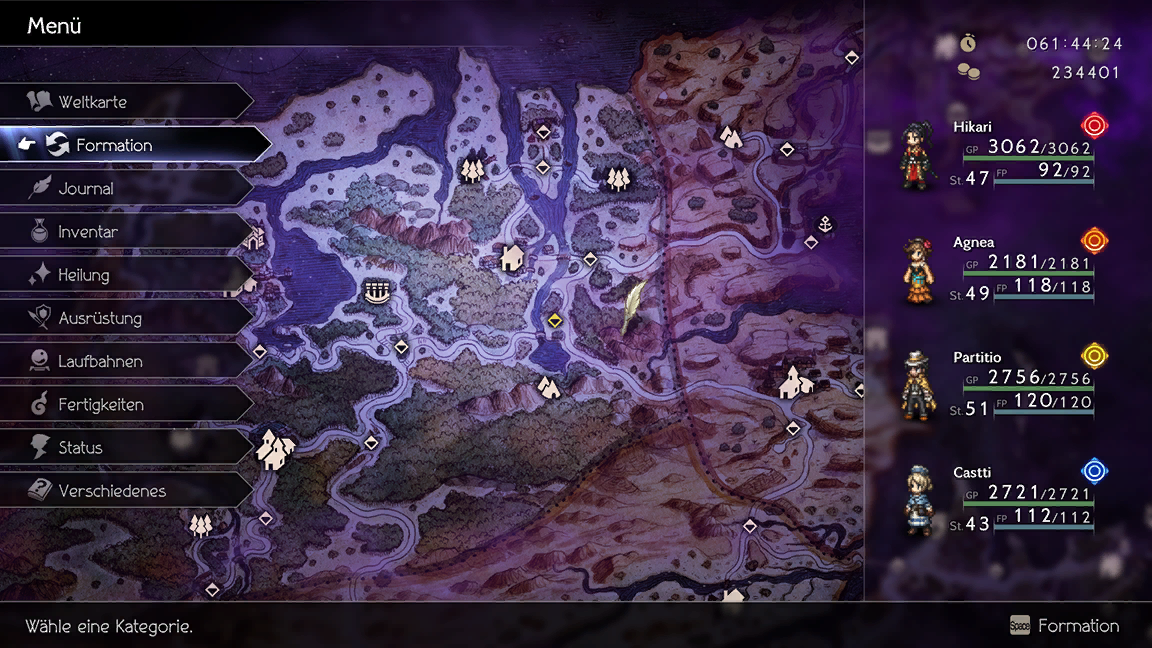 Menü
Weltkarte
Formation
Journal
Inventar
Heilung
Ausrüstung
Laufbahnen
Fertigkeiten
Status
Verschiedenes
061:44:24
234401
Hikari
GP 3062/3062
St. 47 FP 92/92
Agnea
GP 2181/2181
St. 49 FP 118/118
Partitio
GP 2756/2756
St. 51 FP 120/120
Castti
GP 2721/2721
St. 43 FP 112/112
Wähle eine Kategorie.
Space Formation